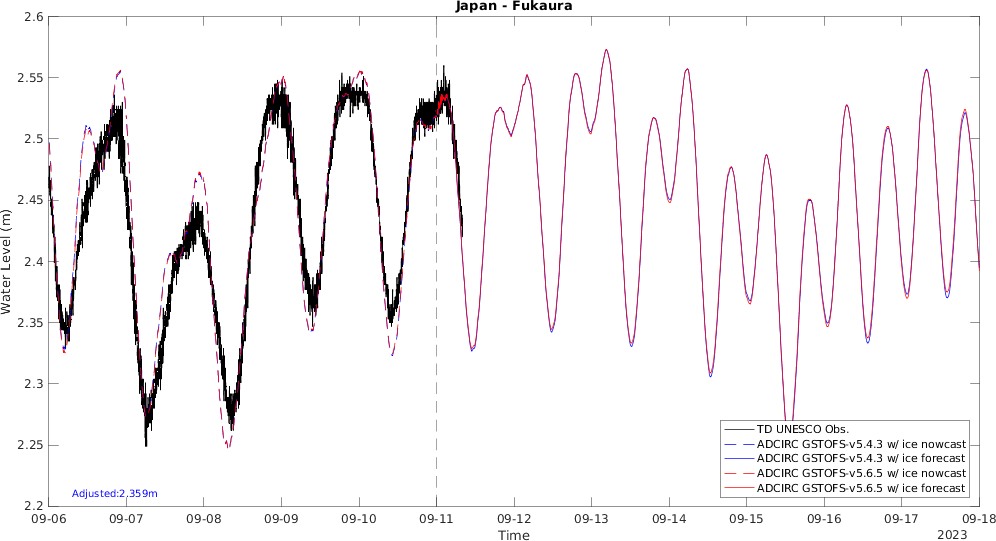 Japan - Fukaura
2.6
2.55
2.5
2.45
2.4
2.35
2.3
2.25
2.2
Water Level (m)
Adjusted:2.359m
TD UNESCO Obs.
ADCIRC GSTOFS-v5.4.3 w/ ice nowcast
ADCIRC GSTOFS-v5.4.3 w/ ice forecast
ADCIRC GSTOFS-v5.6.5 w/ ice nowcast
ADCIRC GSTOFS-v5.6.5 w/ ice forecast
09-06 09-07 09-08 09-09 09-10 09-11 09-12 09-13 09-14 09-15 09-16 09-17 09-18
Time
2023